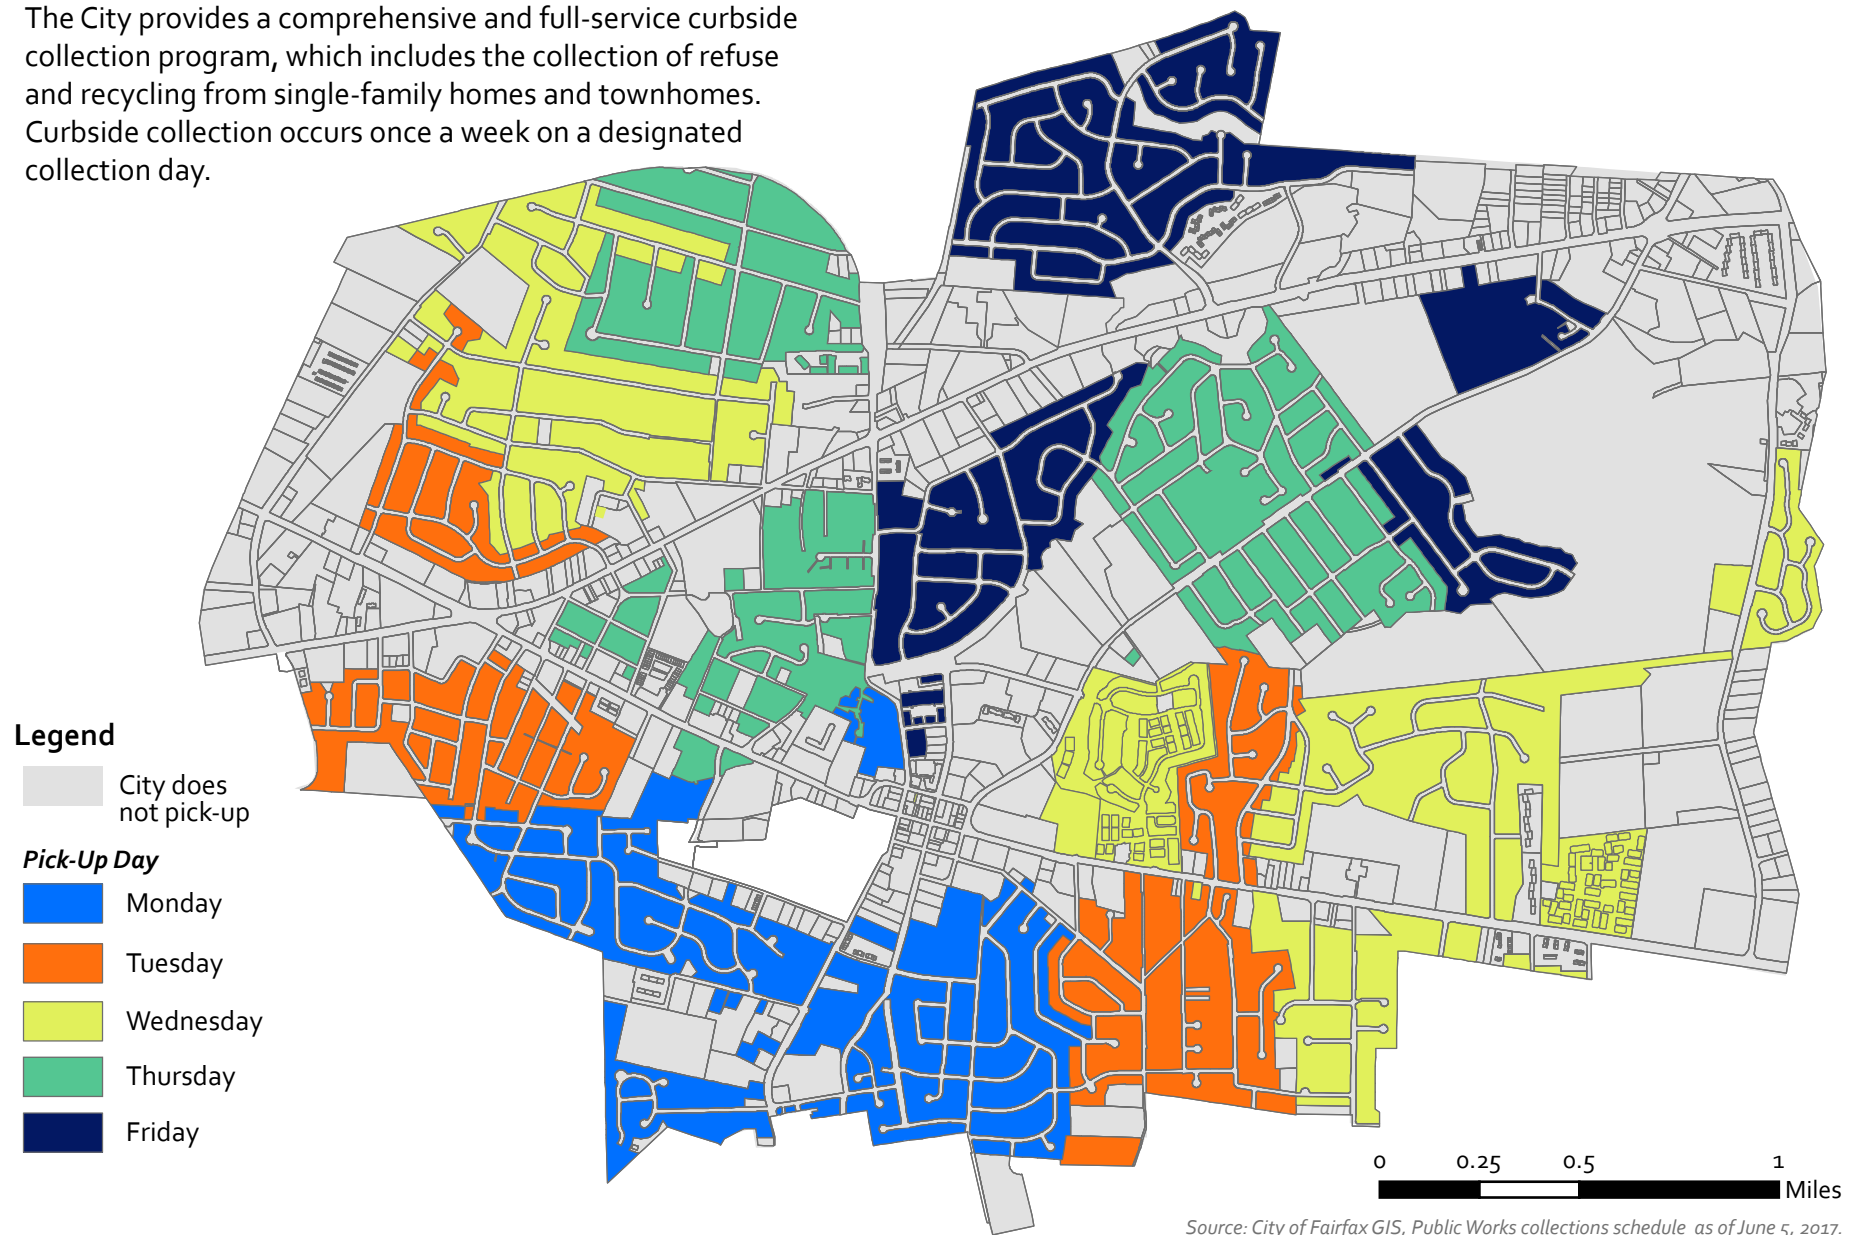 The City provides a comprehensive and full-service curbside
collection program, which includes the collection of refuse
and recycling from single-family homes and townhomes.
Curbside collection occurs once a week on a designated
collection day.
Legend
City does
not pick-up
Pick-Up Day
Monday
Tuesday
Wednesday
Thursday
Friday
0 0.25 0.5 1
Miles
Source: City of Fairfax GIS, Public Works collections schedule as of June 5, 2017.